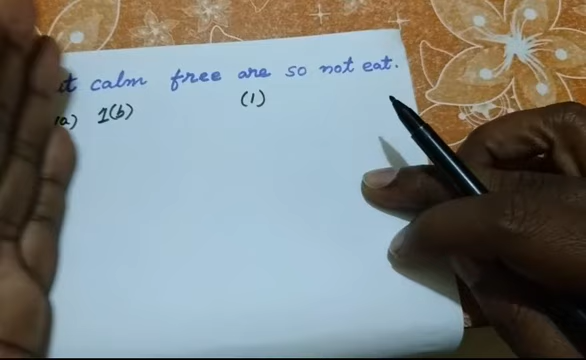 calm free are so not eat.
1(b) (1)